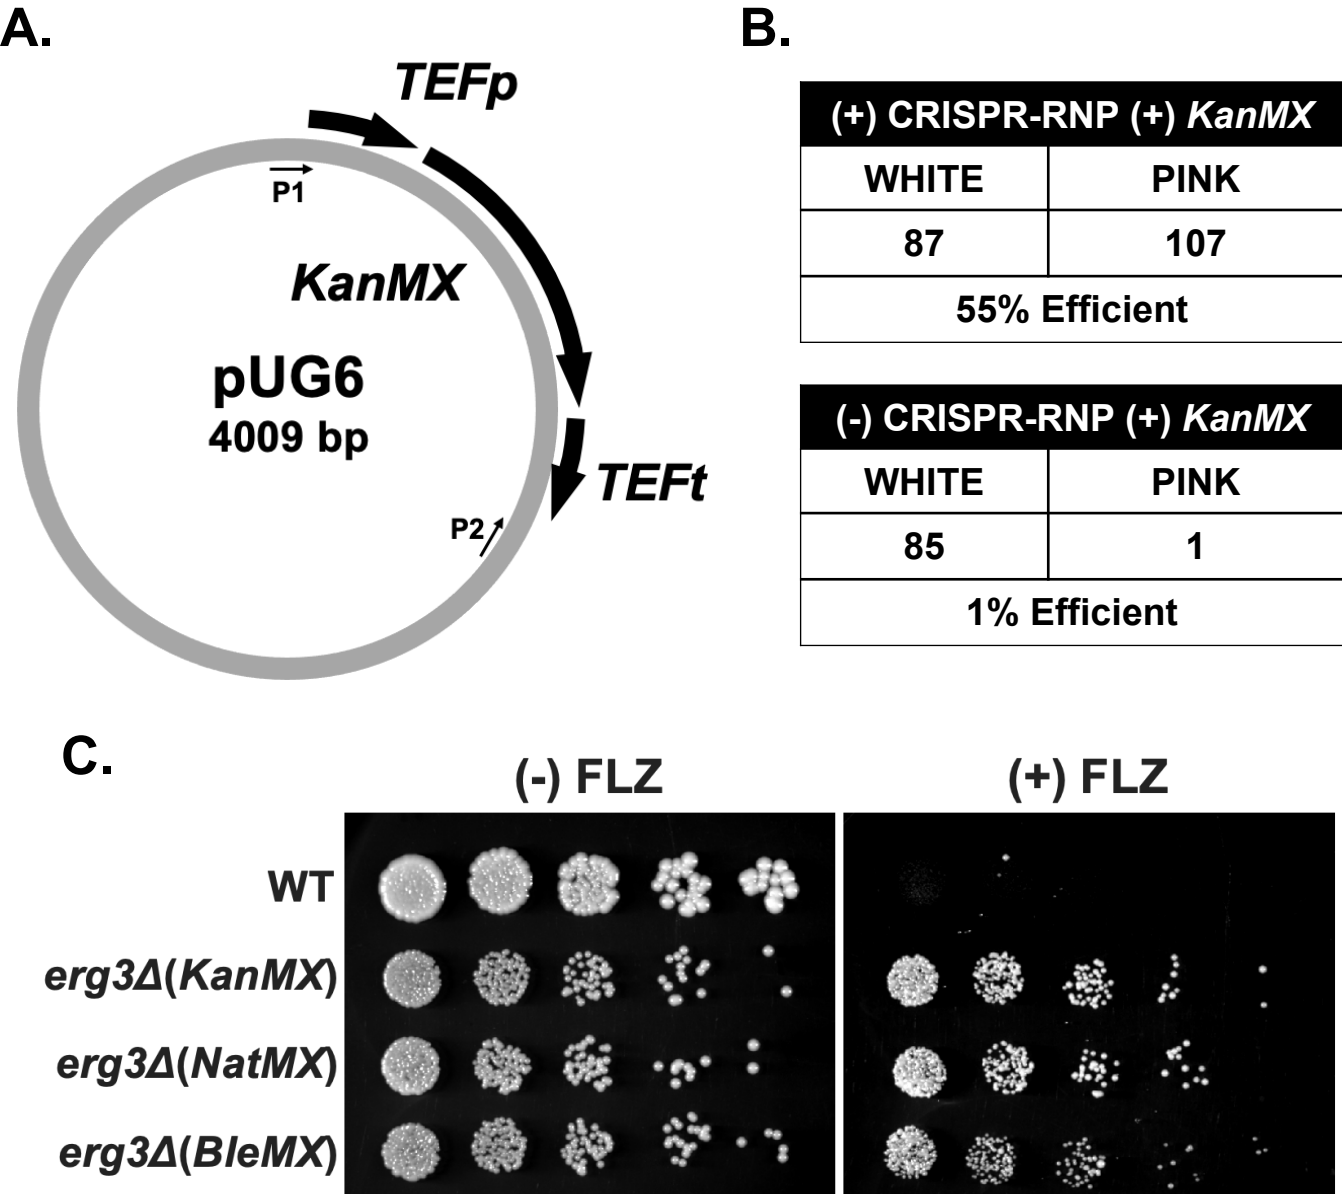 A.
TEFp
P1
KanMX
pUG6
4009 bp
TEFt
P2
B.
(+) CRISPR-RNP (+) KanMX
WHITE PINK
87 107
55% Efficient
(-) CRISPR-RNP (+) KanMX
WHITE PINK
85 1
1% Efficient
C.
(-) FLZ (+) FLZ
WT
erg3Δ(KanMX)
erg3Δ(NatMX)
erg3Δ(BleMX)